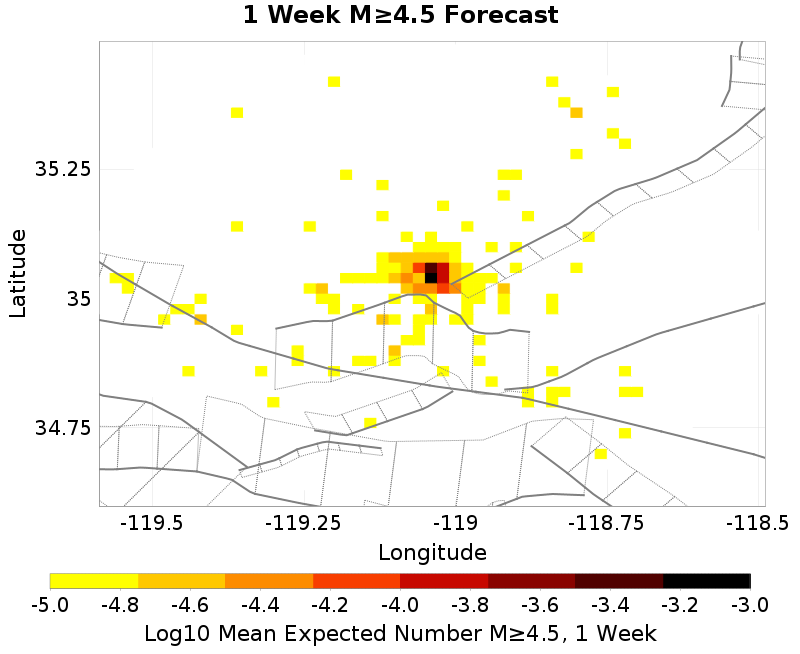 1 Week M≥4.5 Forecast
35.25
35
34.75
Latitude
-119.5 -119.25 -119 -118.75 -118.5
Longitude
-5.0 -4.8 -4.6 -4.4 -4.2 -4.0 -3.8 -3.6 -3.4 -3.2 -3.0
Log10 Mean Expected Number M≥4.5, 1 Week